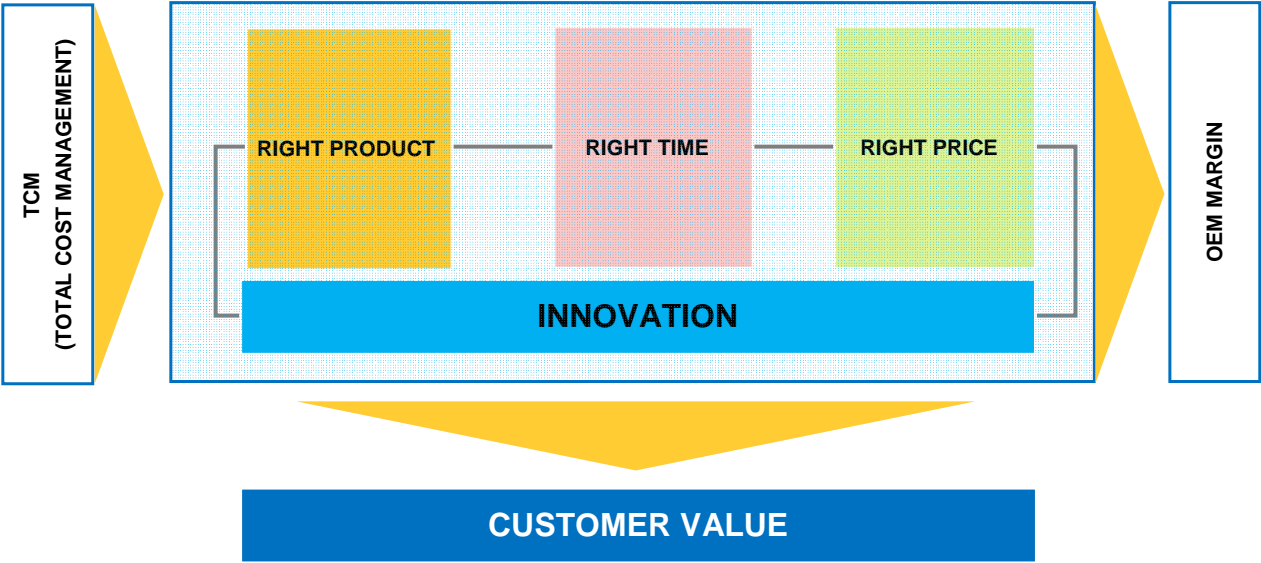 TCM
(TOTAL COST MANAGEMENT)
RIGHT PRODUCT
RIGHT TIME
RIGHT PRICE
INNOVATION
OEM MARGIN
CUSTOMER VALUE